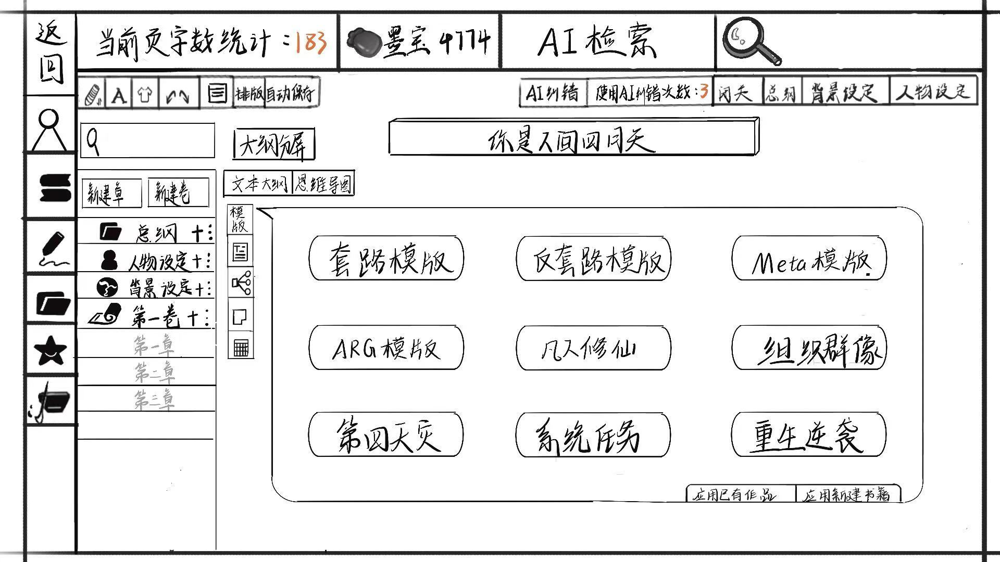 返回
当前页字数统计:183
墨宝 4774
AI 检索
A
排版
自动保存
AI纠错
使用AI纠错次数:3
闭关
总纲
背景设定
人物设定
大纲分屏
你是人间四月天
新建章
新建卷
文本大纲
思维导图
模版
总纲 +
人物设定 +
背景设定 +
第一卷 +
第一章
第二章
第三章
套路模版
反套路模版
Meta模版
ARG模版
凡人修仙
组织群像
第四天灾
系统任务
重生逆袭
应用已有作品
应用新建书籍